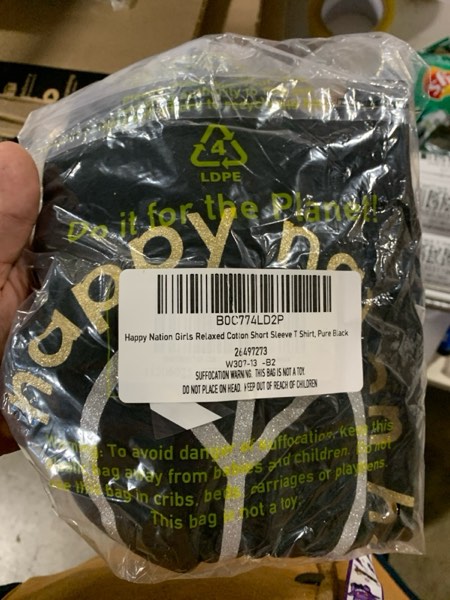 4
LDPE
Do it for the Planet!!
happy na
B0C774LD2P
Happy Nation Girls Relaxed Cotton Short Sleeve T Shirt, Pure Black
26497273
W307-13 -B2
SUFFOCATION WARNING. THIS BAG IS NOT A TOY.
DO NOT PLACE ON HEAD. KEEP OUT OF REACH OF CHILDREN
To avoid danger of suffocation, keep this
bag away from babies and children. Do not
use this bag in cribs, beds, carriages or playpens.
This bag is not a toy.